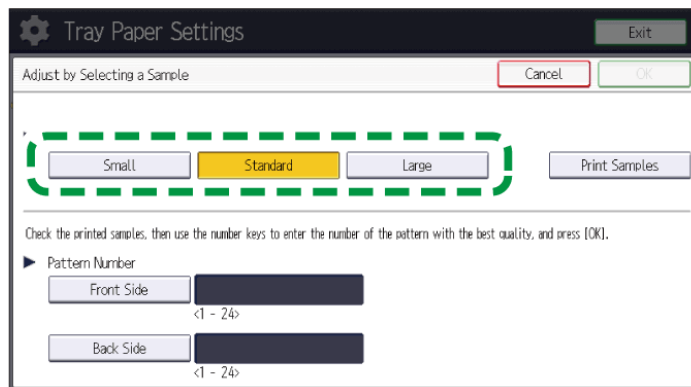 Tray Paper Settings
Exit
Adjust by Selecting a Sample
Cancel
OK
Small
Standard
Large
Print Samples
Check the printed samples, then use the number keys to enter the number of the pattern with the best quality, and press [OK].
Pattern Number
Front Side
<1 - 24>
Back Side
<1 - 24>